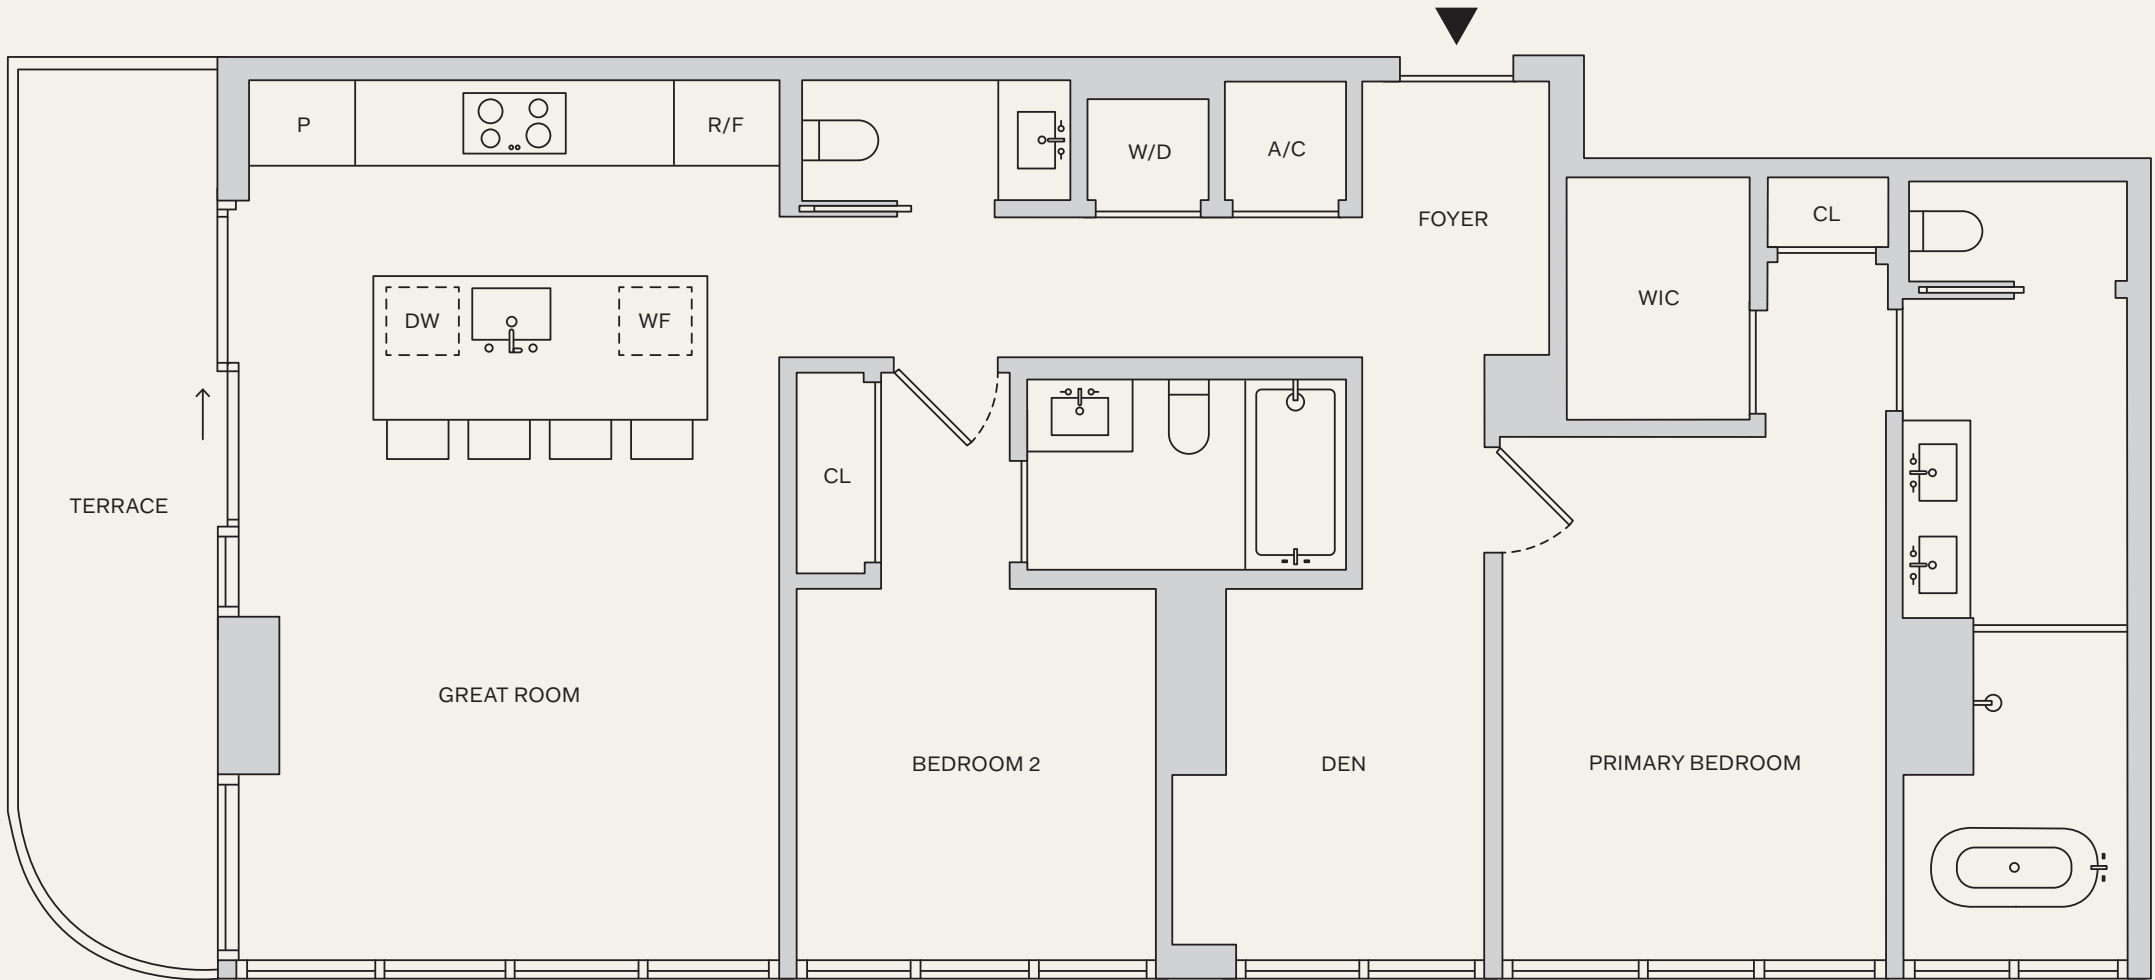 P
R/F
W/D
A/C
FOYER
CL
WIC
DW
WF
CL
TERRACE
GREAT ROOM
BEDROOM 2
DEN
PRIMARY BEDROOM